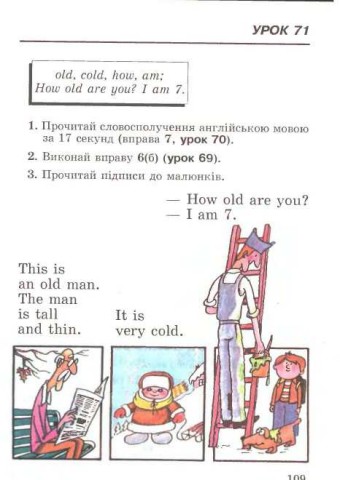 УРОК 71
old, cold, how, am;
How old are you? I am 7.
1. Прочитай словосполучення англійською мовою
за 17 секунд (вправа 7, урок 70).
2. Виконай вправу 6(б) (урок 69).
3. Прочитай підписи до малюнків.
— How old are you?
— I am 7.
This is
an old man.
The man
is tall
and thin.
It is
very cold.
109